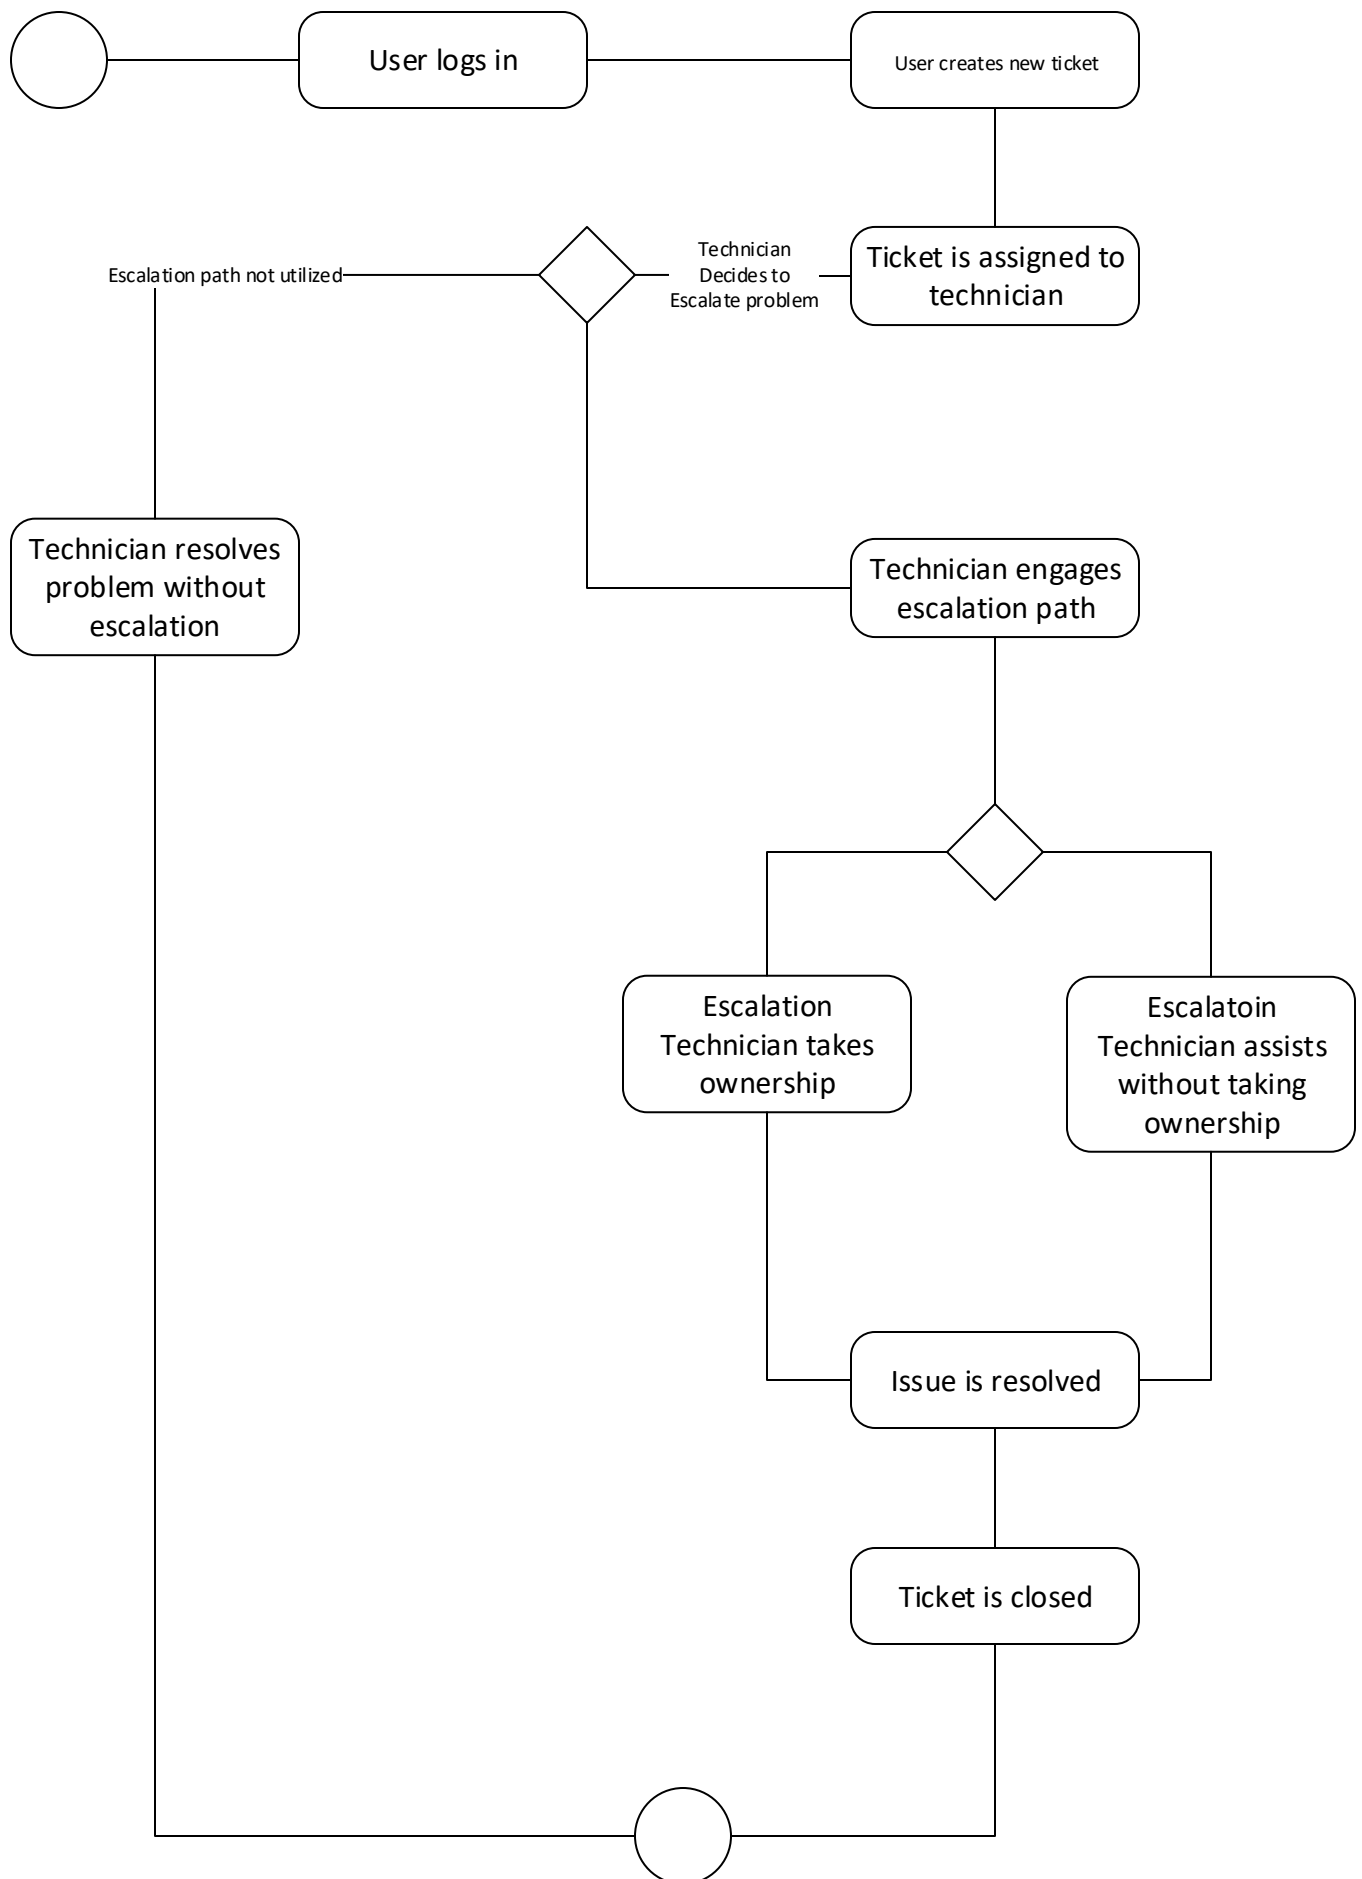 User logs in
User creates new ticket
Escalation path not utilized
Technician
Decides to
Escalate problem
Ticket is assigned to
technician
Technician resolves
problem without
escalation
Technician engages
escalation path
Escalation
Technician takes
ownership
Escalatoin
Technician assists
without taking
ownership
Issue is resolved
Ticket is closed